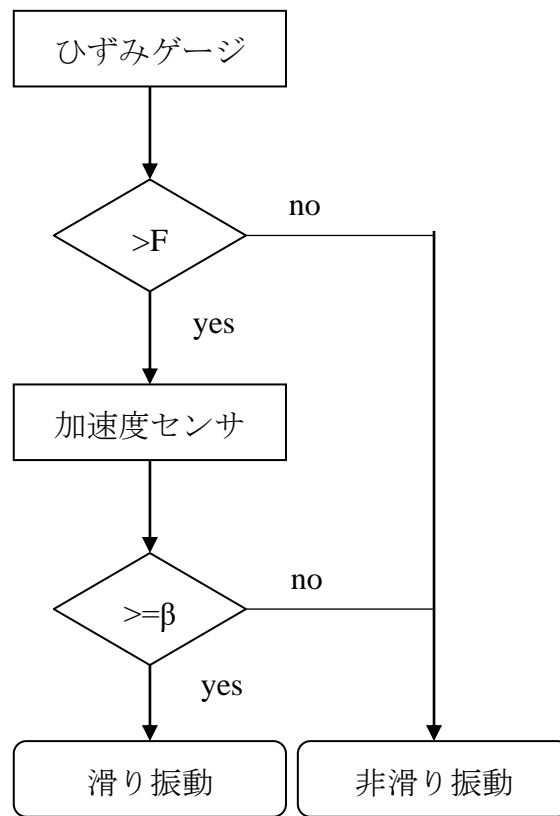 ひずみゲージ
no
>F
yes
加速度センサ
no
>=β
yes
滑り振動
非滑り振動